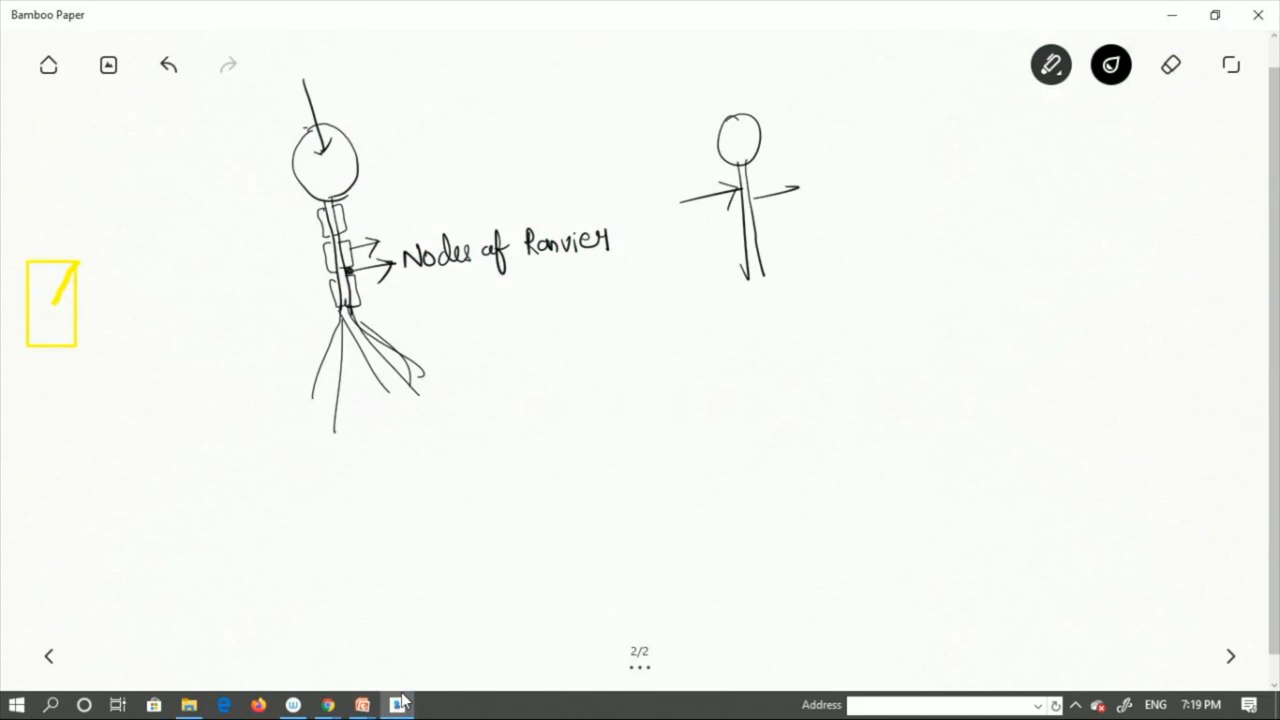 Bamboo Paper
Nodes of Ranvier
2/2
Address
ENG
7:19 PM